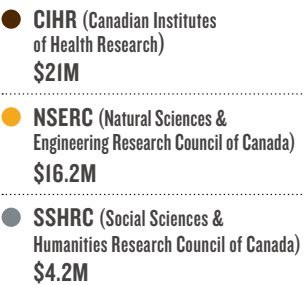 CIHR (Canadian Institutes
of Health Research)
$21M
NSERC (Natural Sciences &
Engineering Research Council of Canada)
$16.2M
SSHRC (Social Sciences &
Humanities Research Council of Canada)
$4.2M